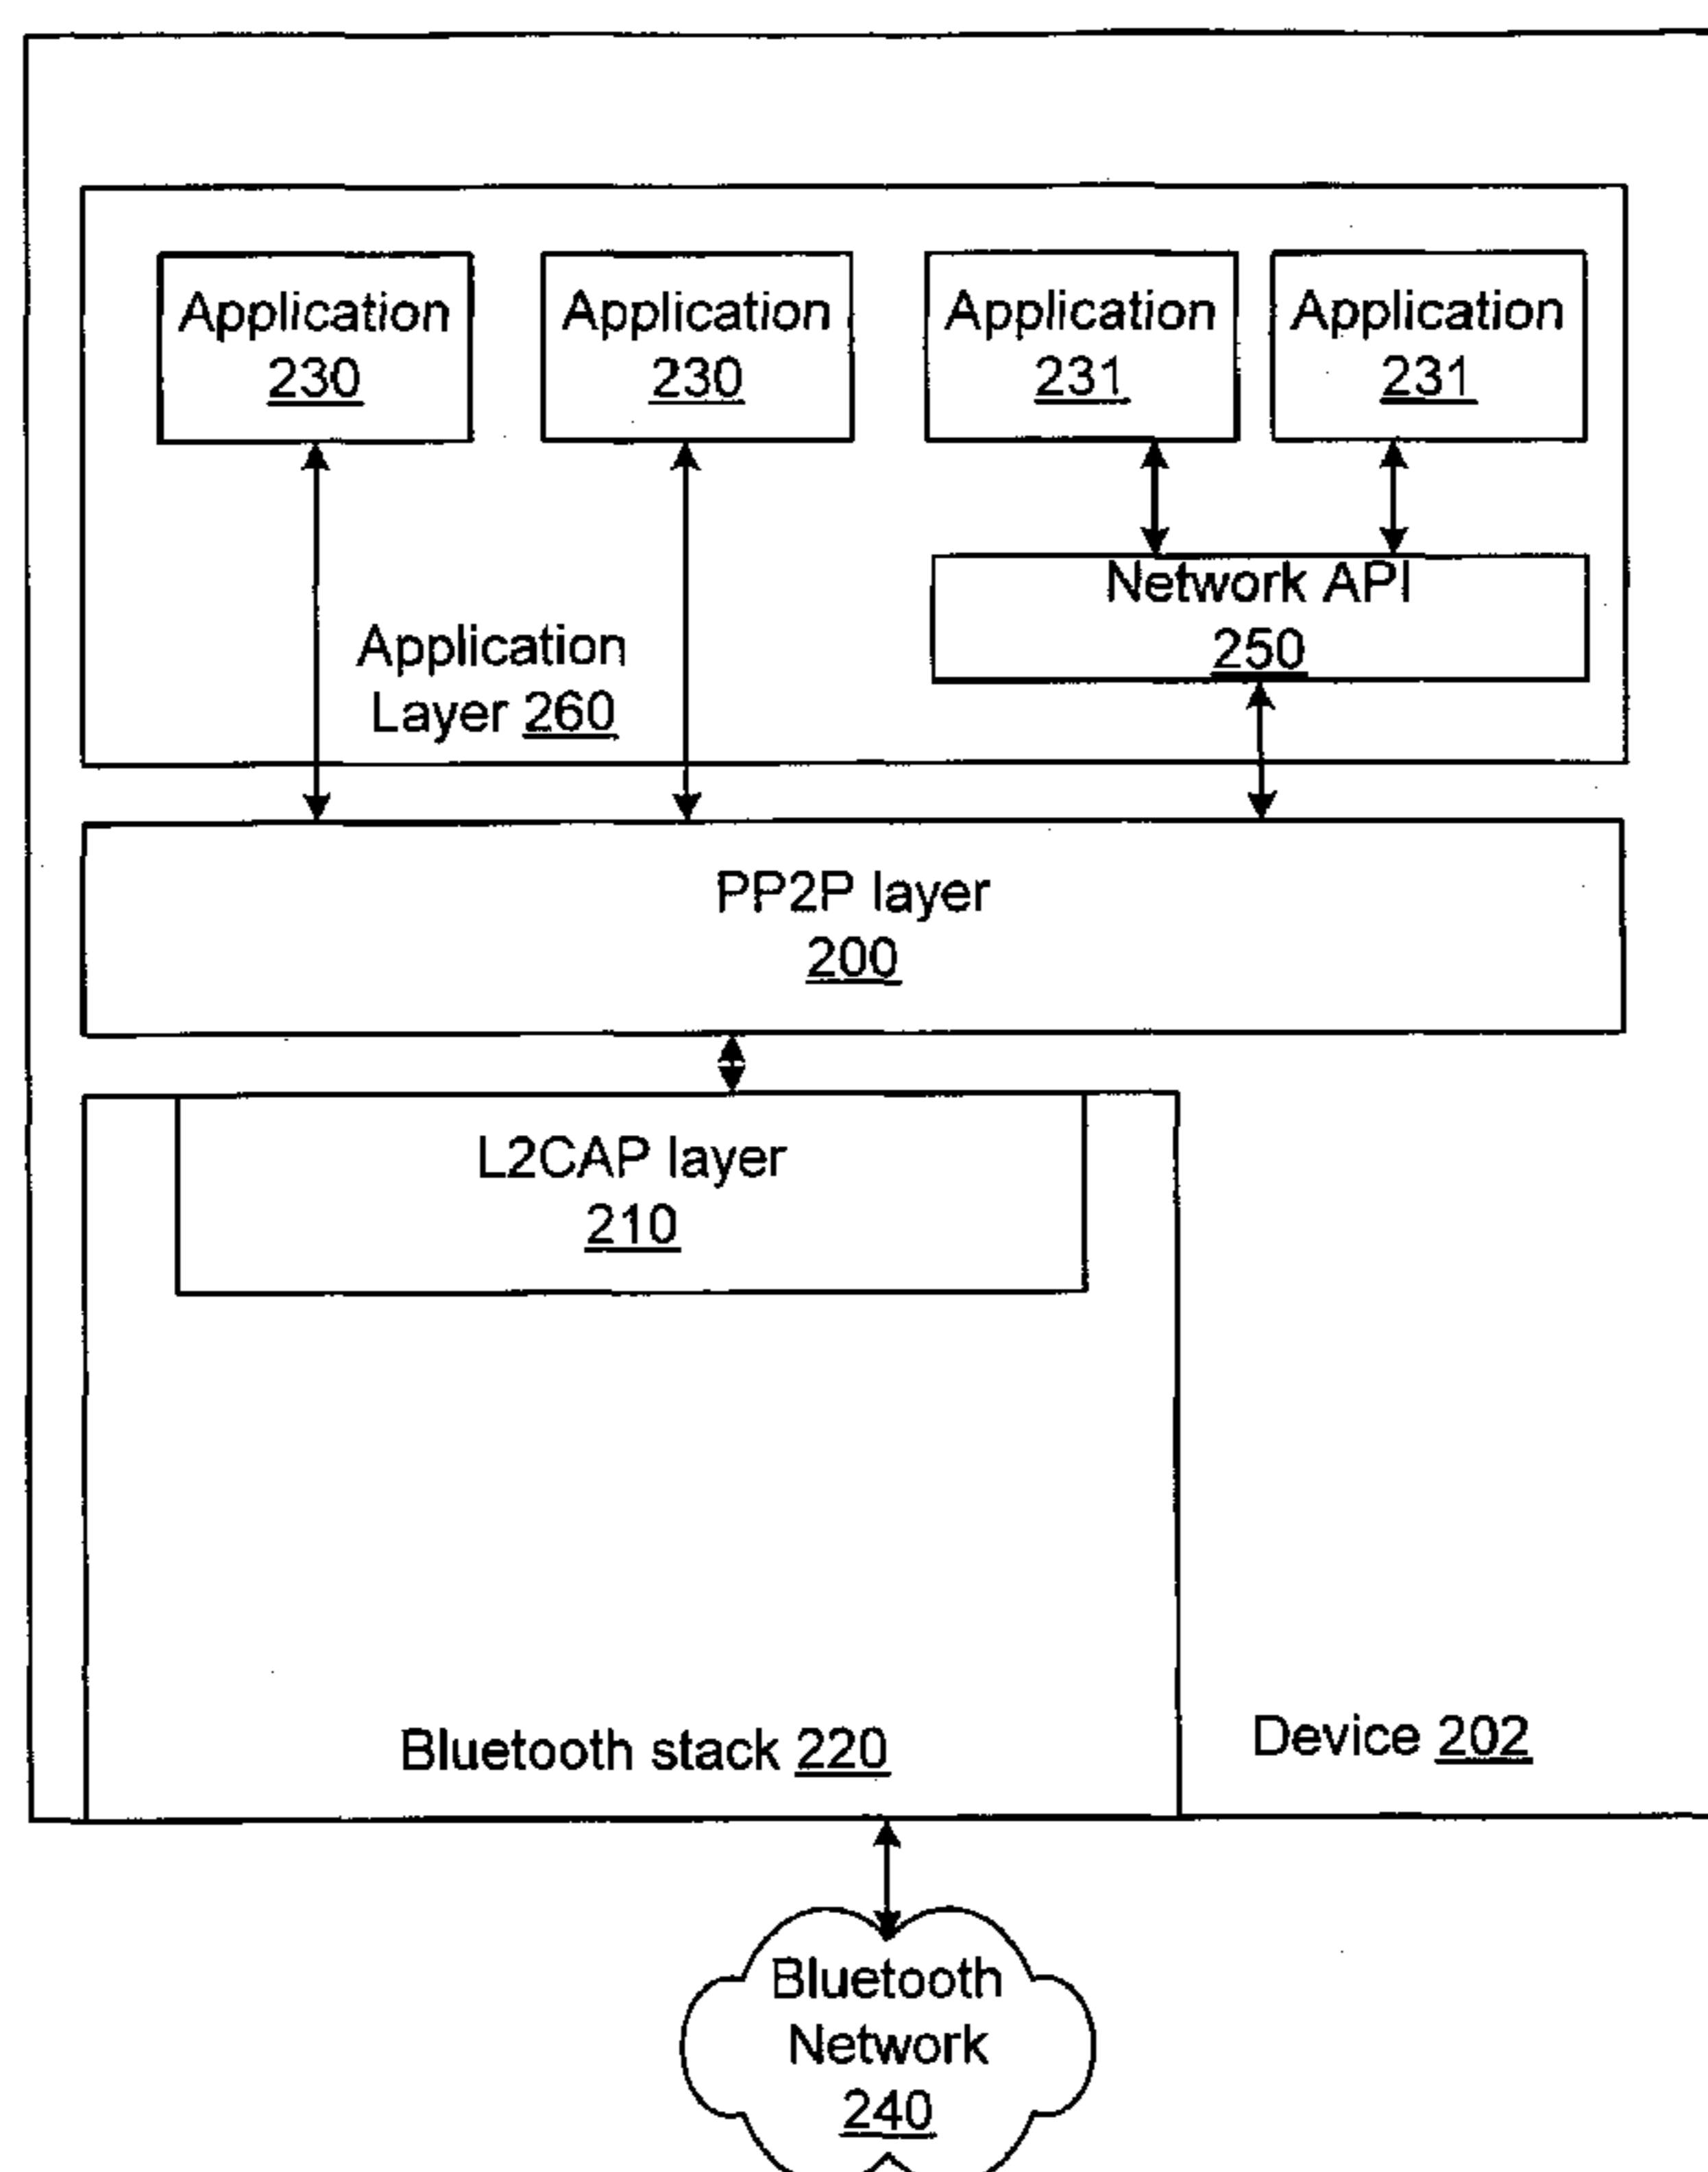 Application
230
Application
230
Application
231
Application
231
Network API
250
Application
Layer 260
PP2P layer
200
L2CAP layer
210
Bluetooth stack 220
Device 202
Bluetooth
Network
240